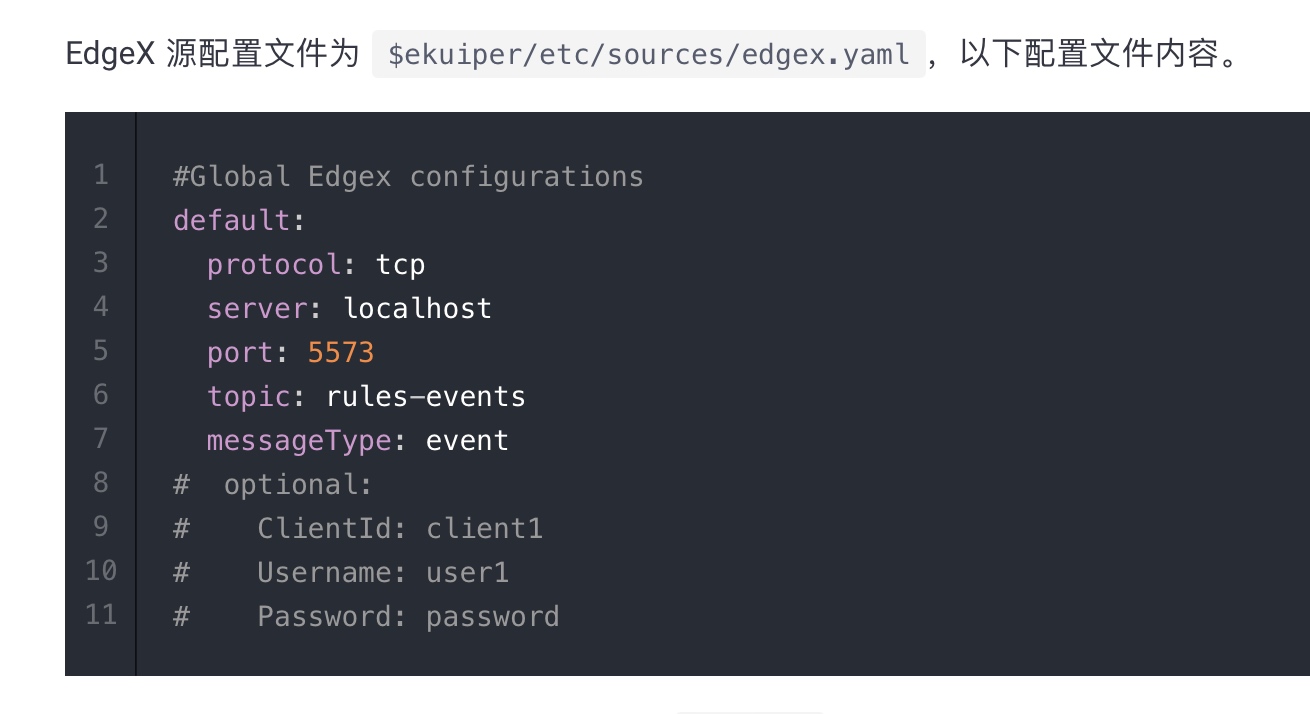 EdgeX 源配置文件为 $ekuiper/etc/sources/edgex.yaml，以下配置文件内容。
1 #Global Edgex configurations
2 default:
3   protocol: tcp
4   server: localhost
5   port: 5573
6   topic: rules-events
7   messageType: event
8 #  optional:
9 #    ClientId: client1
10 #    Username: user1
11 #    Password: password